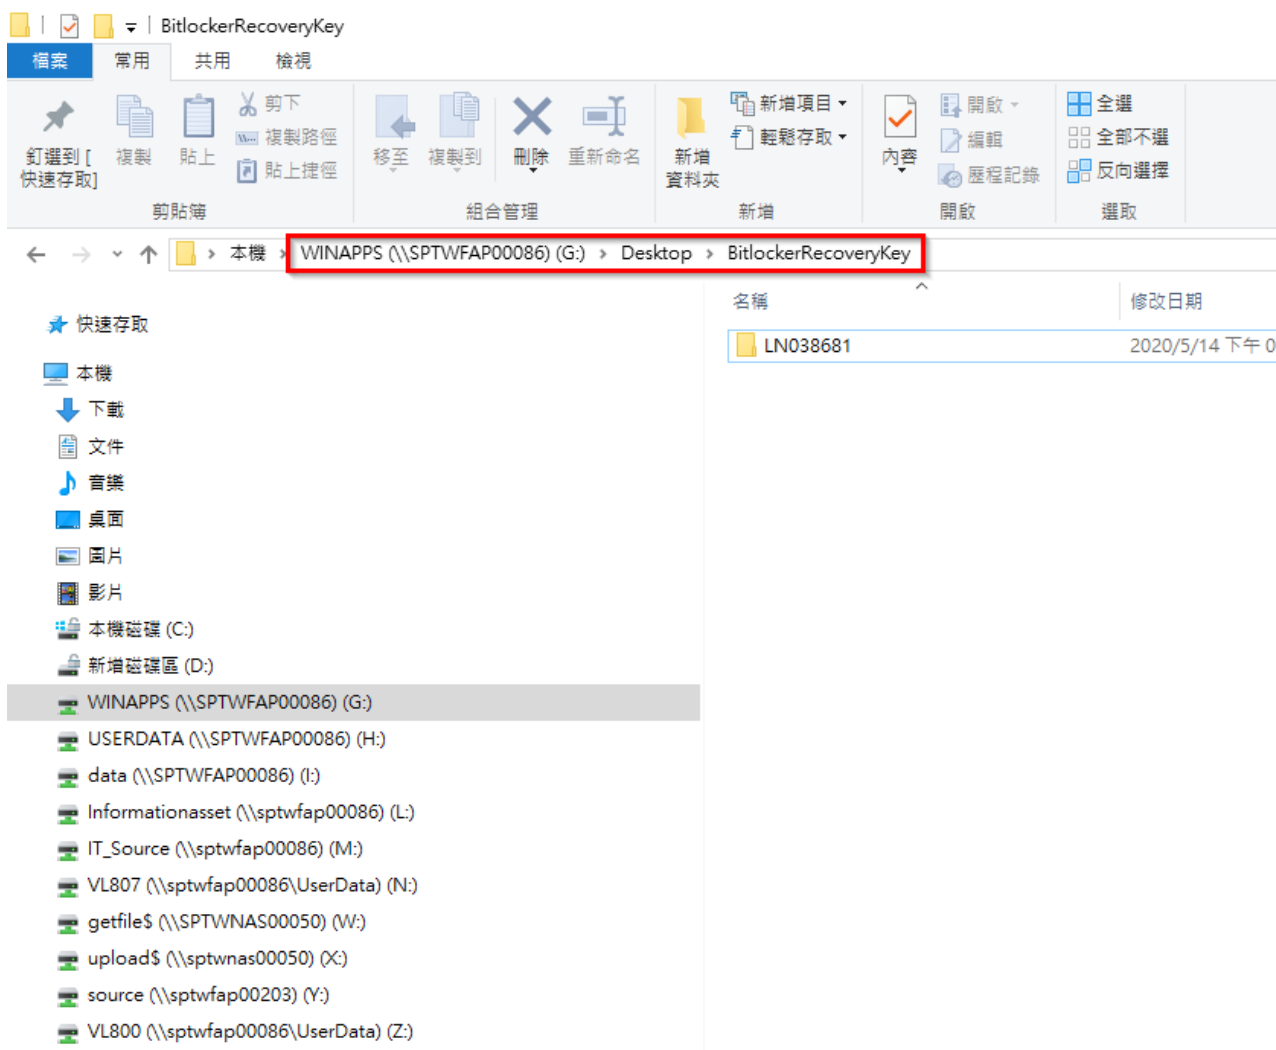 BitlockerRecoveryKey
檔案 常用 共用 檢視
釘選到 [
快速存取]
複製
貼上
剪下
複製路徑
貼上捷徑
剪貼簿
移至
複製到
刪除
重新命名
組合管理
新增
資料夾
新增項目
輕鬆存取
新增
內容
開啟
編輯
歷程記錄
開啟
全選
全部不選
反向選擇
選取
本機 > WINAPPS (\\SPTWFAP00086) (G:) > Desktop > BitlockerRecoveryKey
名稱 修改日期
LN038681 2020/5/14 下午 0
快速存取
本機
下載
文件
音樂
桌面
圖片
影片
本機磁碟 (C:)
新增磁碟區 (D:)
WINAPPS (\\SPTWFAP00086) (G:)
USERDATA (\\SPTWFAP00086) (H:)
data (\\SPTWFAP00086) (I:)
Informationasset (\\sptwfap00086) (L:)
IT_Source (\\sptwfap00086) (M:)
VL807 (\\sptwfap00086\UserData) (N:)
getfile$ (\\SPTWNAS00050) (W:)
upload$ (\\sptwnas00050) (X:)
source (\\sptwfap00203) (Y:)
VL800 (\\sptwfap00086\UserData) (Z:)